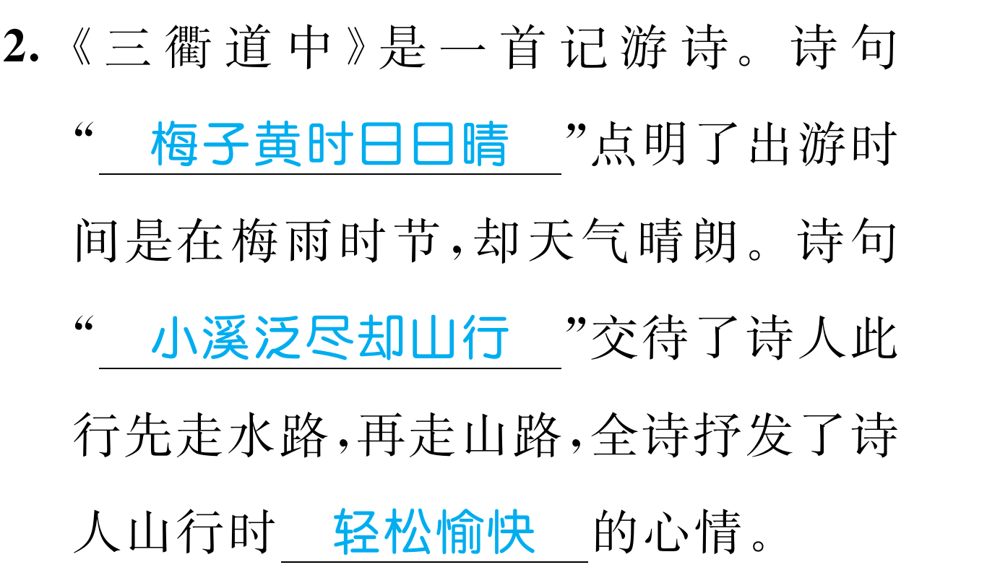 2.《三衢道中》是一首记游诗。诗句
“梅子黄时日日晴”点明了出游时
间是在梅雨时节,却天气晴朗。诗句
“小溪泛尽却山行”交待了诗人此
行先走水路,再走山路,全诗抒发了诗
人山行时轻松愉快的心情。